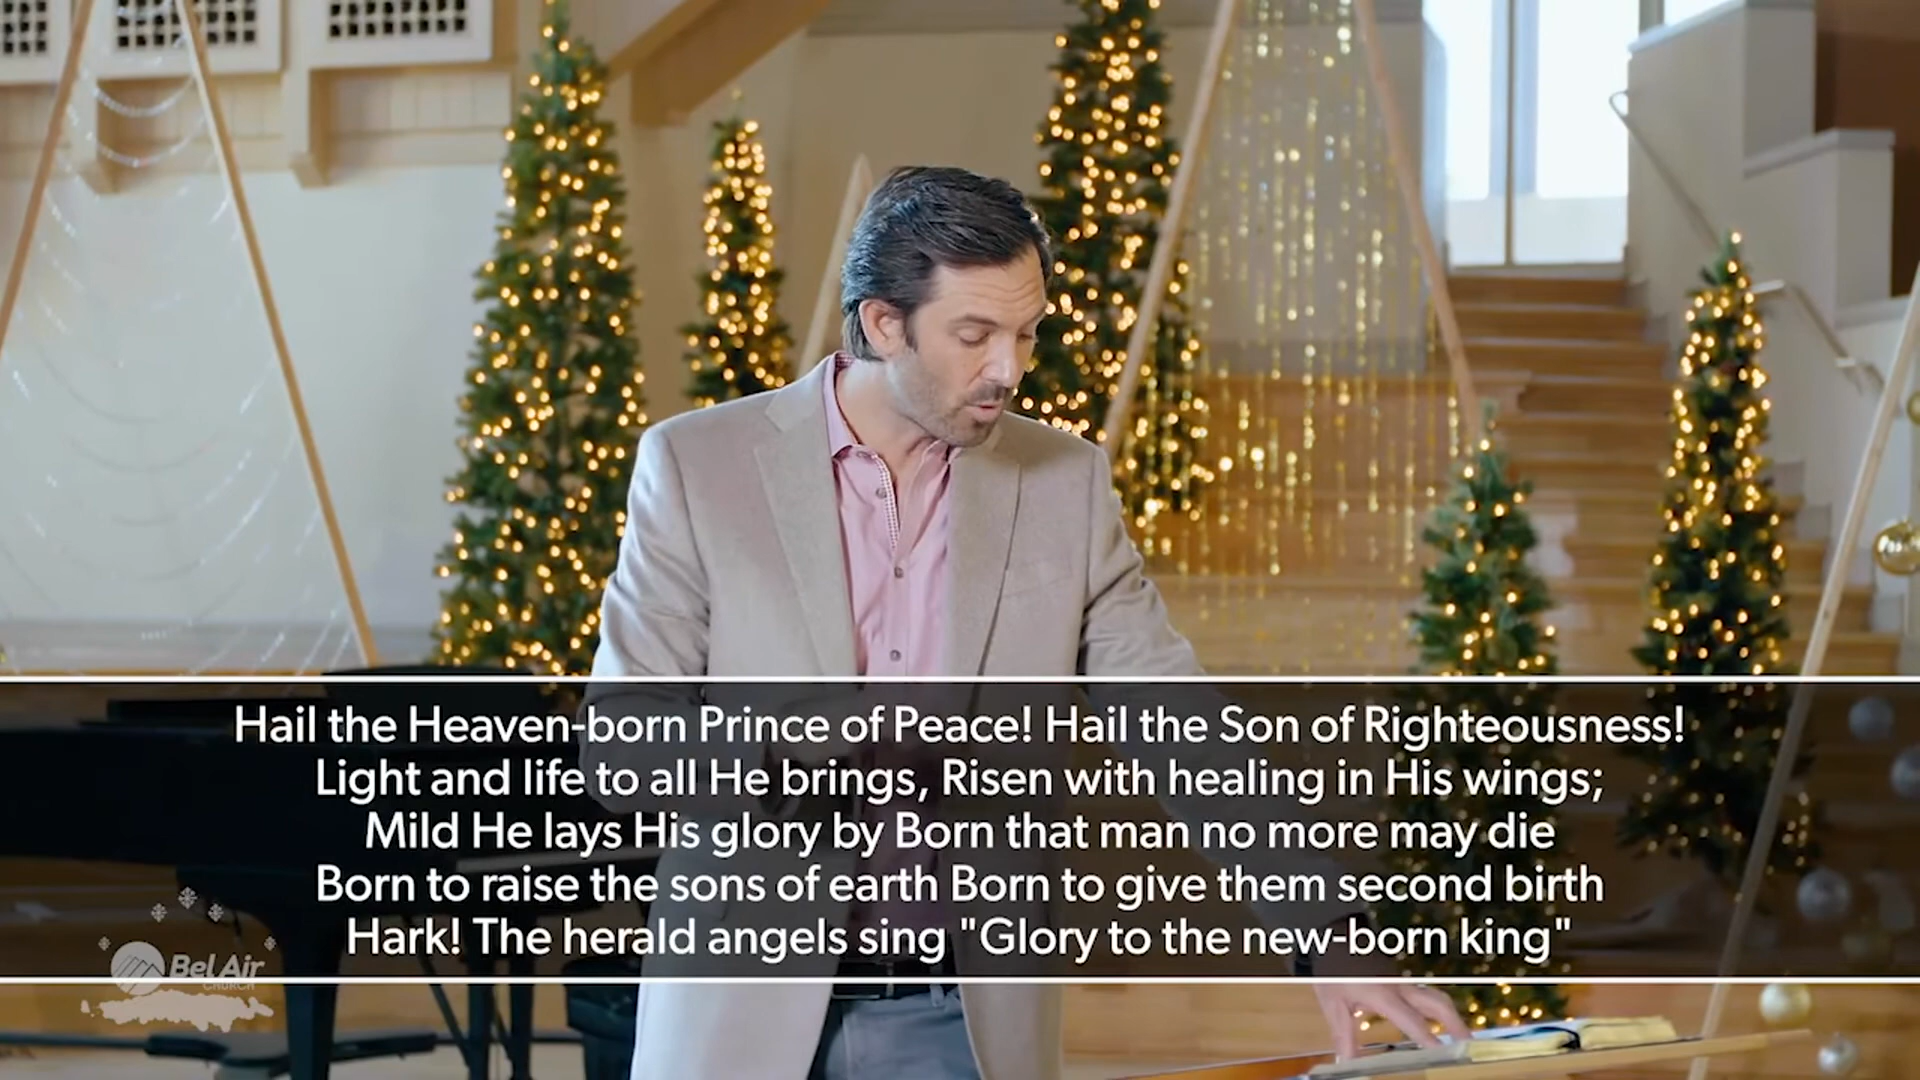 Hail the Heaven-born Prince of Peace! Hail the Son of Righteousness!
Light and life to all He brings, Risen with healing in His wings;
Mild He lays His glory by Born that man no more may die
Born to raise the sons of earth Born to give them second birth
Hark! The herald angels sing "Glory to the new-born king"
Bel Air
CHURCH